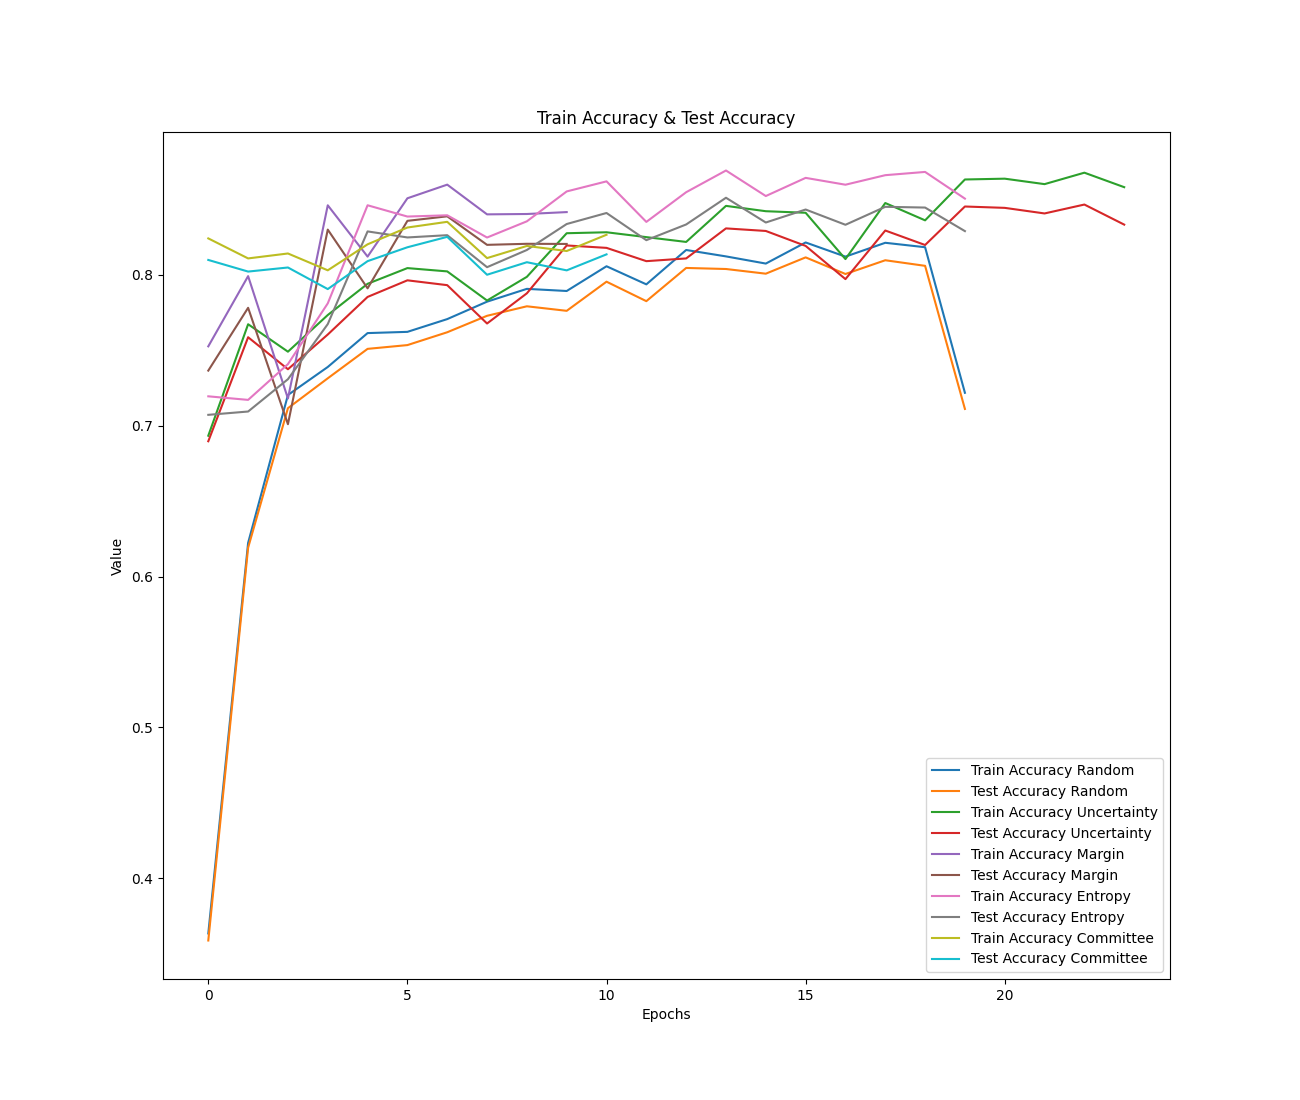 Train Accuracy & Test Accuracy
0.8
0.7
0.6
0.5
0.4
Value
0 5 10 15 20
Epochs
Train Accuracy Random
Test Accuracy Random
Train Accuracy Uncertainty
Test Accuracy Uncertainty
Train Accuracy Margin
Test Accuracy Margin
Train Accuracy Entropy
Test Accuracy Entropy
Train Accuracy Committee
Test Accuracy Committee